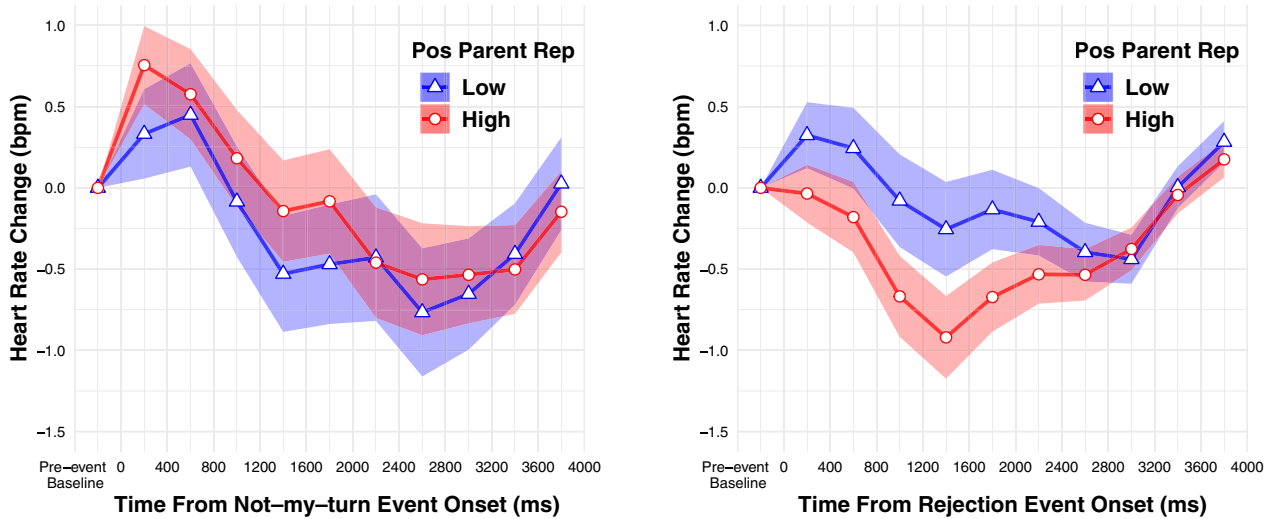 Heart Rate Change (bpm)
1.0
0.5
0.0
−0.5
−1.0
−1.5
Pos Parent Rep
Low
High
Pre−event
Baseline
0 400 800 1200 1600 2000 2400 2800 3200 3600 4000
Time From Not−my−turn Event Onset (ms)
Heart Rate Change (bpm)
1.0
0.5
0.0
−0.5
−1.0
−1.5
Pos Parent Rep
Low
High
Pre−event
Baseline
0 400 800 1200 1600 2000 2400 2800 3200 3600 4000
Time From Rejection Event Onset (ms)